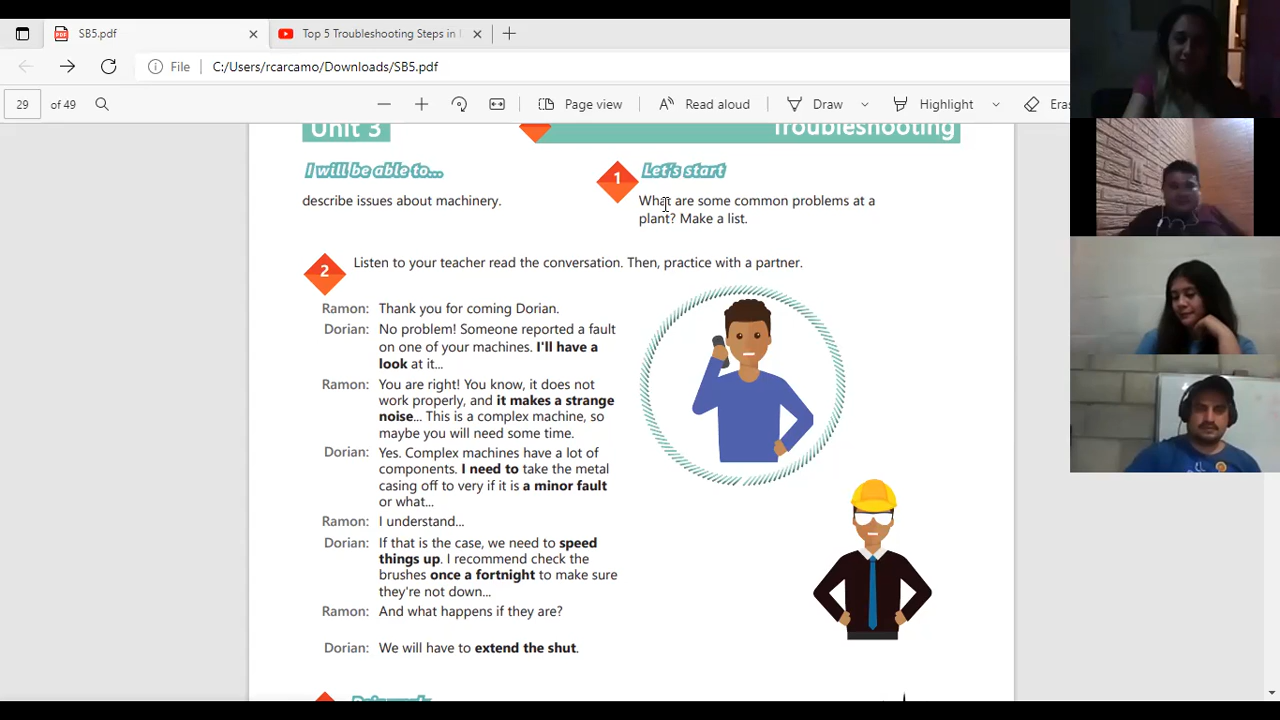 SB5.pdf
Top 5 Troubleshooting Steps in
File C:/Users/rcarcamo/Downloads/SB5.pdf
29 of 49 Page view Read aloud Draw Highlight Eras
Unit 3 Troubleshooting
I will be able to...
describe issues about machinery.
1 Let's start
What are some common problems at a
plant? Make a list.
2 Listen to your teacher read the conversation. Then, practice with a partner.
Ramon: Thank you for coming Dorian.
Dorian: No problem! Someone reported a fault
on one of your machines. I'll have a
look at it...
Ramon: You are right! You know, it does not
work properly, and it makes a strange
noise... This is a complex machine, so
maybe you will need some time.
Dorian: Yes. Complex machines have a lot of
components. I need to take the metal
casing off to very if it is a minor fault
or what...
Ramon: I understand...
Dorian: If that is the case, we need to speed
things up. I recommend check the
brushes once a fortnight to make sure
they're not down...
Ramon: And what happens if they are?
Dorian: We will have to extend the shut.